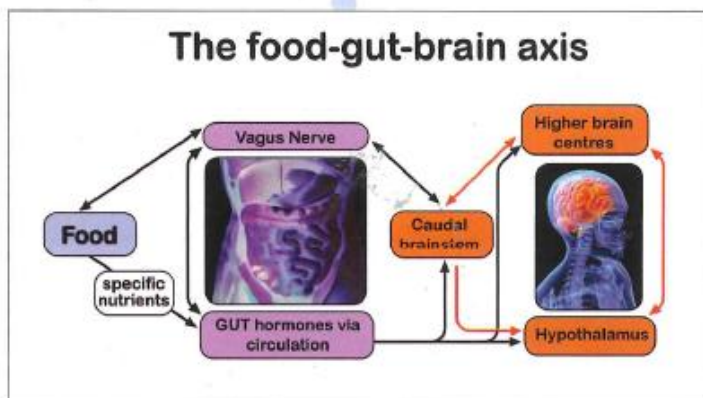 The food-gut-brain axis
Vagus Nerve
Higher brain
centres
Food
Caudal
brainstem
specific
nutrients
GUT hormones via
circulation
Hypothalamus